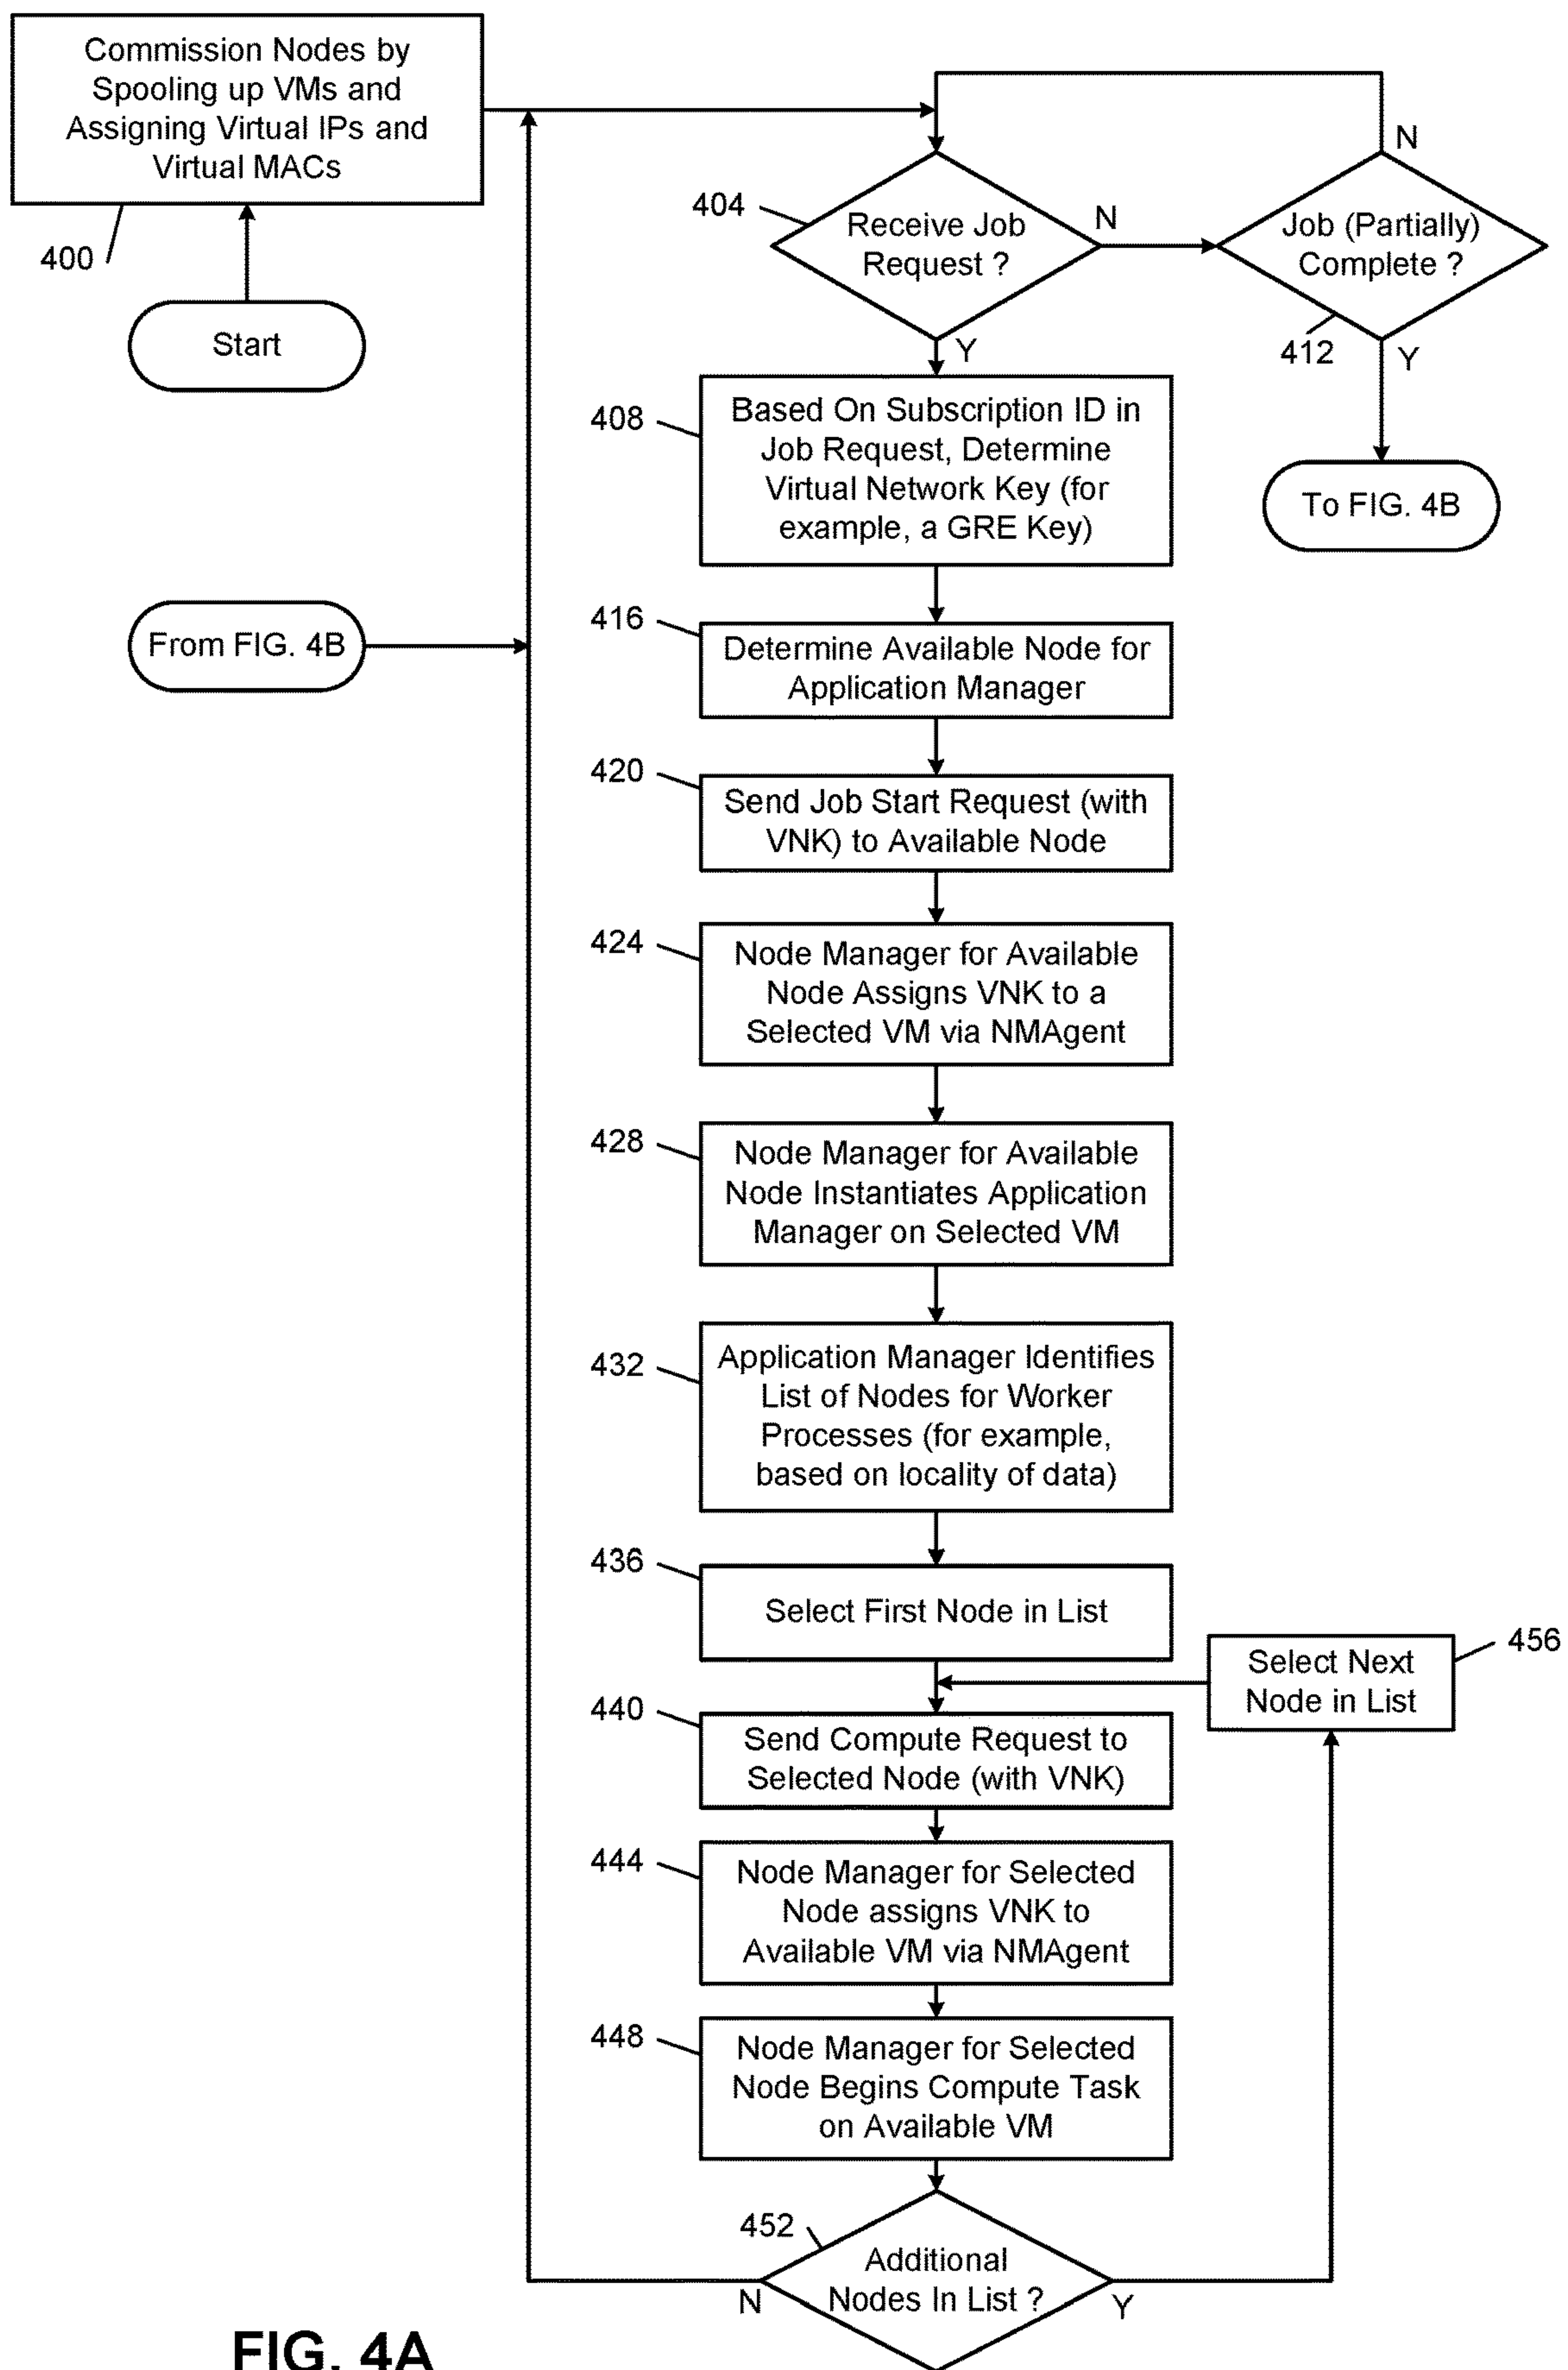 Commission Nodes by
Spooling up VMs and
Assigning Virtual IPs and
Virtual MACs
400
Start
404
Receive Job
Request ?
N
Y
Job (Partially)
Complete ?
N
412
Y
To FIG. 4B
408
Based On Subscription ID in
Job Request, Determine
Virtual Network Key (for
example, a GRE Key)
From FIG. 4B
416
Determine Available Node for
Application Manager
420
Send Job Start Request (with
VNK) to Available Node
424
Node Manager for Available
Node Assigns VNK to a
Selected VM via NMAgent
428
Node Manager for Available
Node Instantiates Application
Manager on Selected VM
432
Application Manager Identifies
List of Nodes for Worker
Processes (for example,
based on locality of data)
436
Select First Node in List
456
Select Next
Node in List
440
Send Compute Request to
Selected Node (with VNK)
444
Node Manager for Selected
Node assigns VNK to
Available VM via NMAgent
448
Node Manager for Selected
Node Begins Compute Task
on Available VM
452
Additional
Nodes In List ?
N
Y
FIG. 4A